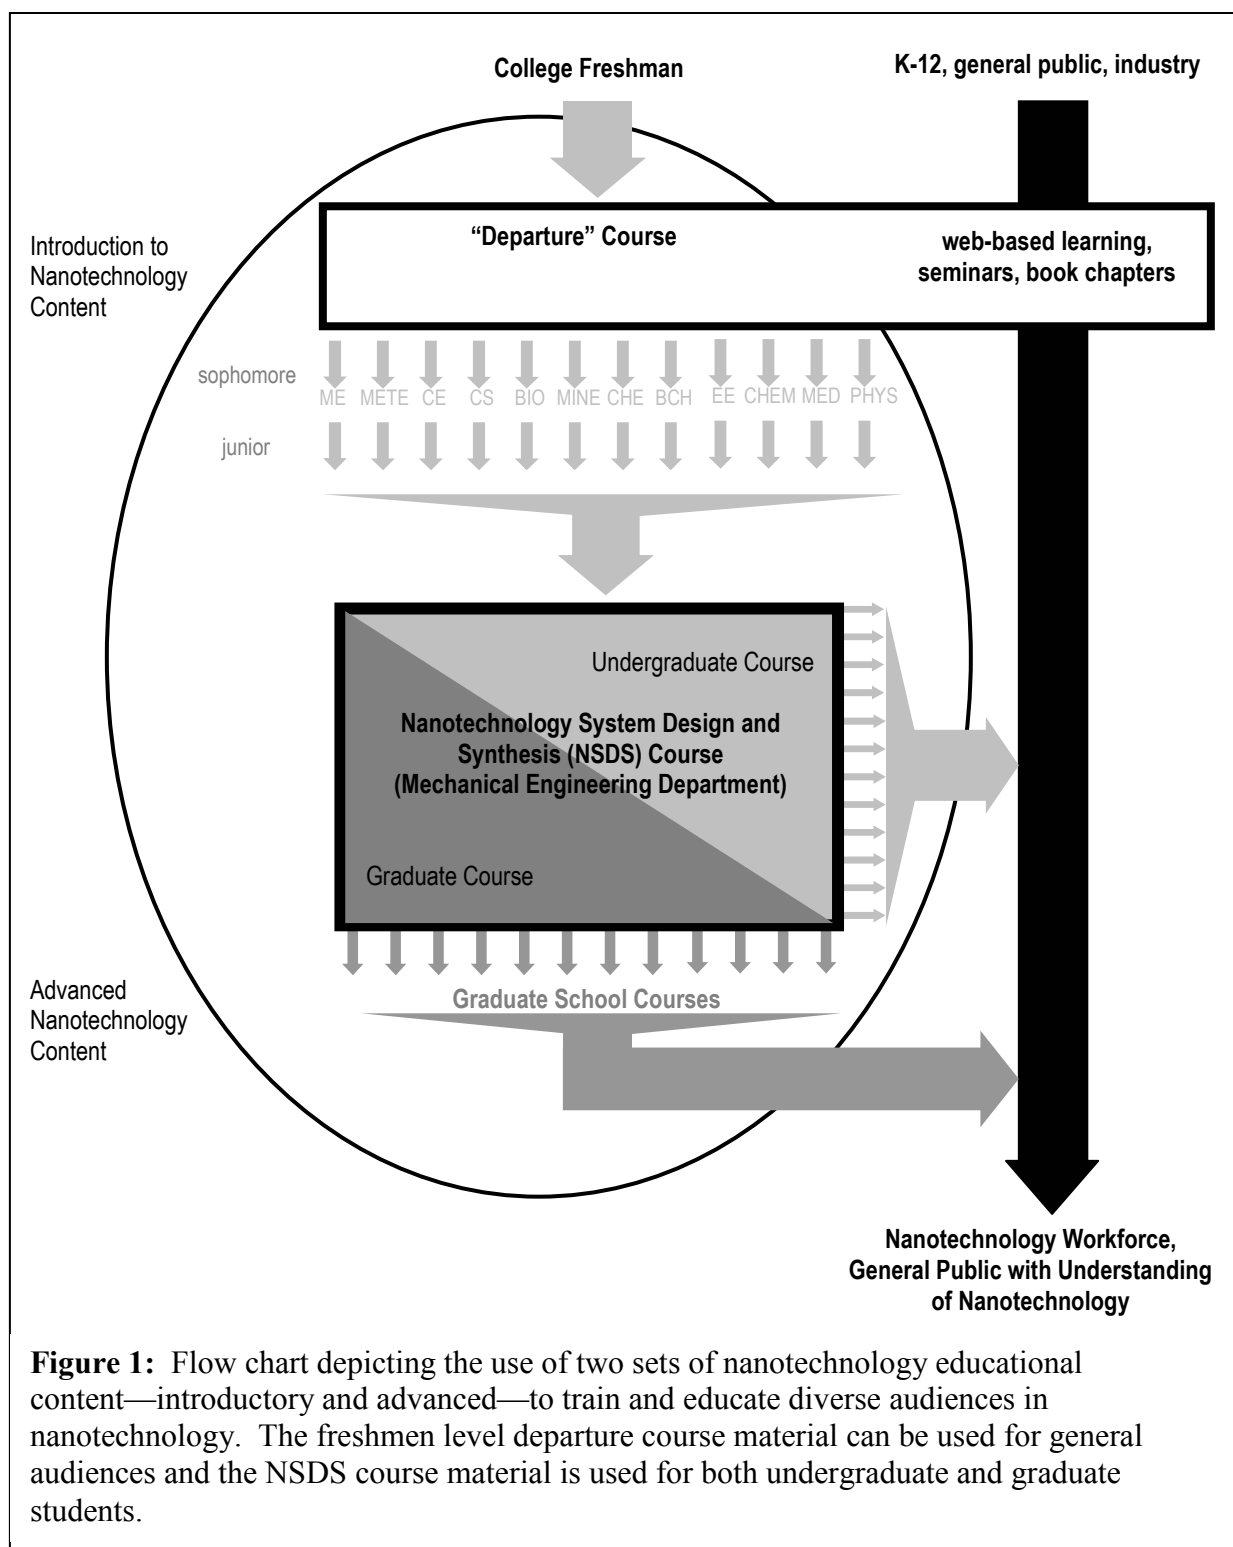 College Freshman
K-12, general public, industry
Introduction to
Nanotechnology
Content
“Departure” Course
web-based learning,
seminars, book chapters
sophomore
ME METE CE CS BIO MINE CHE BCH EE CHEM MED PHYS
junior
Undergraduate Course
Nanotechnology System Design and
Synthesis (NSDS) Course
(Mechanical Engineering Department)
Graduate Course
Advanced
Nanotechnology
Content
Graduate School Courses
Nanotechnology Workforce,
General Public with Understanding
of Nanotechnology
Figure 1: Flow chart depicting the use of two sets of nanotechnology educational
content—introductory and advanced—to train and educate diverse audiences in
nanotechnology. The freshmen level departure course material can be used for general
audiences and the NSDS course material is used for both undergraduate and graduate
students.